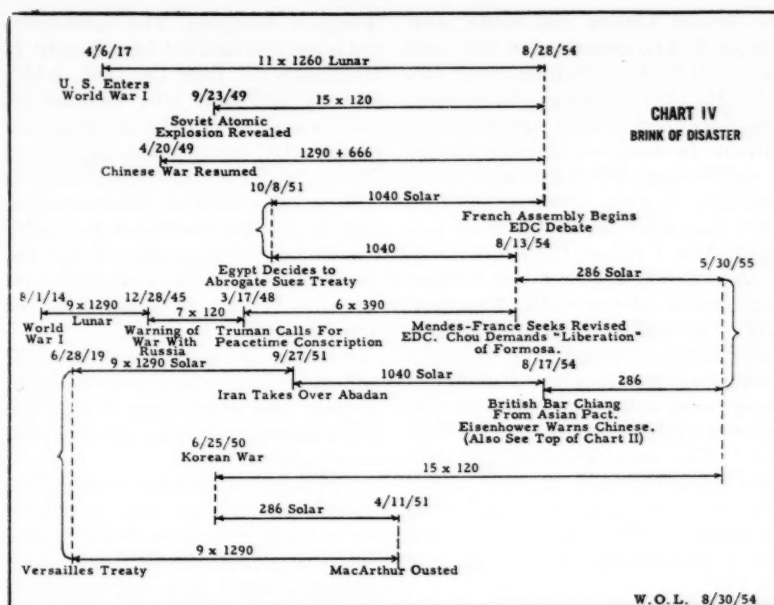 4/6/17 11 x 1260 Lunar 8/28/54
U. S. Enters
World War I
9/23/49 15 x 120
Soviet Atomic
Explosion Revealed
CHART IV
BRINK OF DISASTER
4/20/49 1290 + 666
Chinese War Resumed
10/8/51 1040 Solar
French Assembly Begins
EDC Debate
1040 8/13/54
Egypt Decides to
Abrogate Suez Treaty
286 Solar 5/30/55
8/1/14 9 x 1290 12/28/45 3/17/48 6 x 390
Lunar 7 x 120
World
War I
Warning of
War With
Russia
Truman Calls For
Peacetime Conscription
Mendes-France Seeks Revised
EDC. Chou Demands "Liberation"
of Formosa.
6/28/19 9 x 1290 Solar 9/27/51 8/17/54
1040 Solar 286
Iran Takes Over Abadan
British Bar Chiang
From Asian Pact.
Eisenhower Warns Chinese.
(Also See Top of Chart II)
6/25/50
Korean War
15 x 120
286 Solar 4/11/51
9 x 1290
Versailles Treaty MacArthur Ousted
W.O.L. 8/30/54